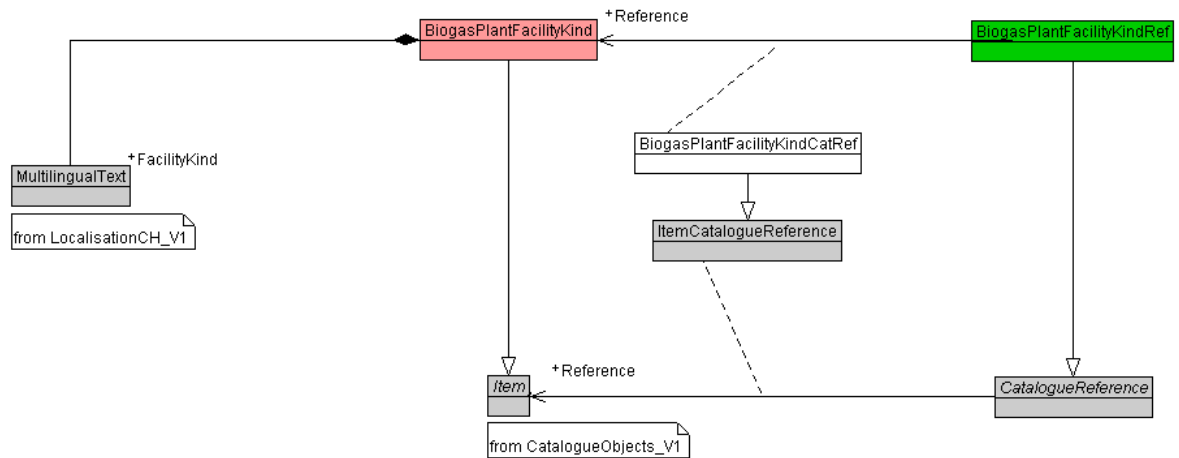 +Reference
BiogasPlantFacilityKind
BiogasPlantFacilityKindRef
BiogasPlantFacilityKindCatRef
+FacilityKind
MultilingualText
from LocalisationCH_V1
ItemCatalogueReference
+Reference
Item
CatalogueReference
from CatalogueObjects_V1